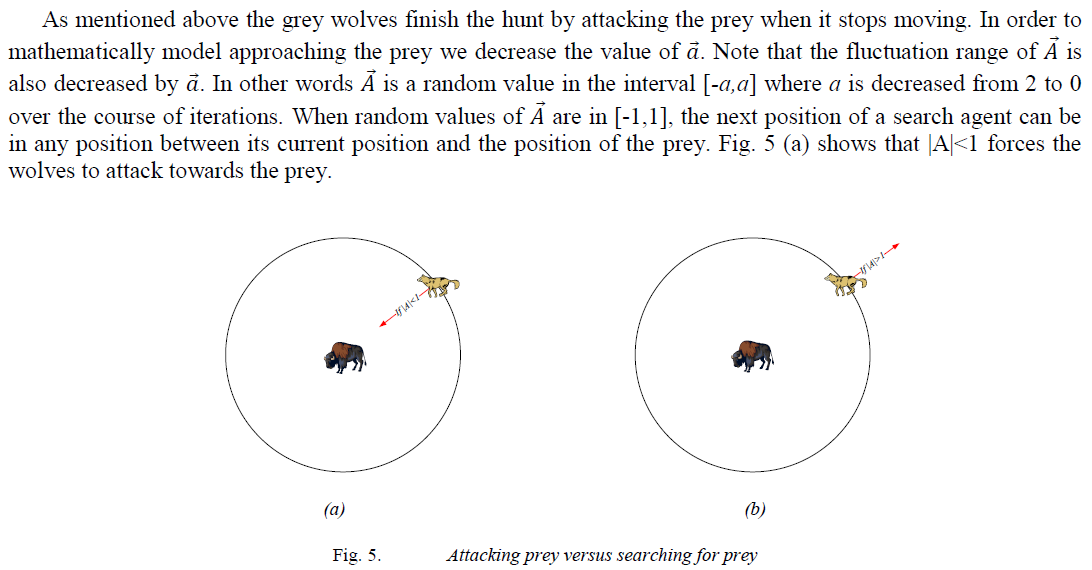 As mentioned above the grey wolves finish the hunt by attacking the prey when it stops moving. In order to
mathematically model approaching the prey we decrease the value of a⃗. Note that the fluctuation range of A⃗ is
also decreased by a⃗. In other words A⃗ is a random value in the interval [-a,a] where a is decreased from 2 to 0
over the course of iterations. When random values of A⃗ are in [-1,1], the next position of a search agent can be
in any position between its current position and the position of the prey. Fig. 5 (a) shows that |A|<1 forces the
wolves to attack towards the prey.
If |A|<1
If |A|>1
(a)
(b)
Fig. 5. Attacking prey versus searching for prey